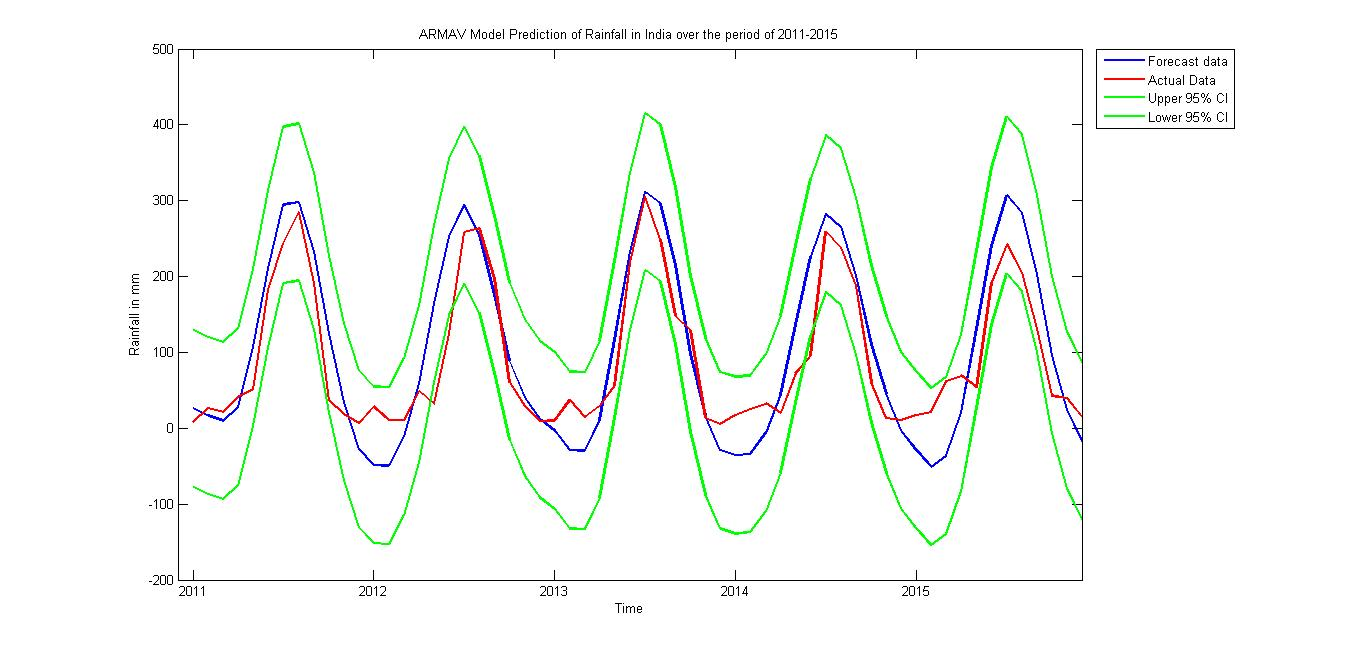 ARMAV Model Prediction of Rainfall in India over the period of 2011-2015
500
400
300
200
100
0
-100
-200
Rainfall in mm
2011 2012 2013 2014 2015
Time
Forecast data
Actual Data
Upper 95% CI
Lower 95% CI